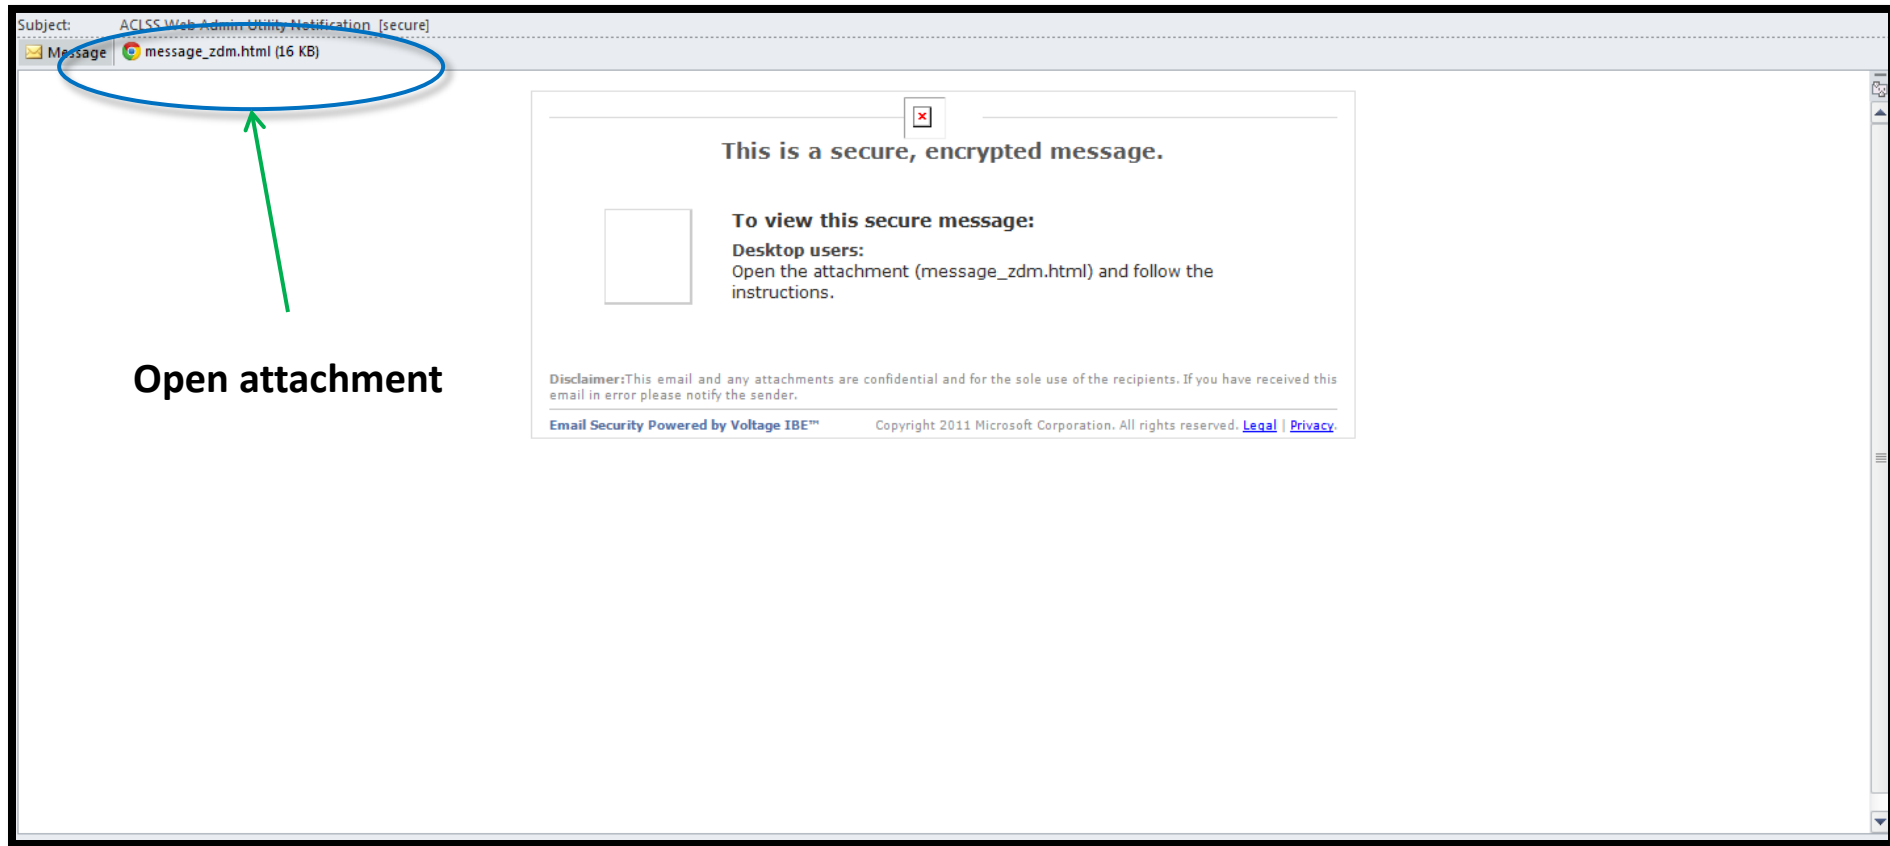 Subject: ACLSS Web Admin Utility Notification [secure]
Message message_zdm.html (16 KB)
This is a secure, encrypted message.
To view this secure message:
Desktop users:
Open the attachment (message_zdm.html) and follow the
instructions.
Open attachment
Disclaimer:This email and any attachments are confidential and for the sole use of the recipients. If you have received this
email in error please notify the sender.
Email Security Powered by Voltage IBE™ Copyright 2011 Microsoft Corporation. All rights reserved. Legal | Privacy.